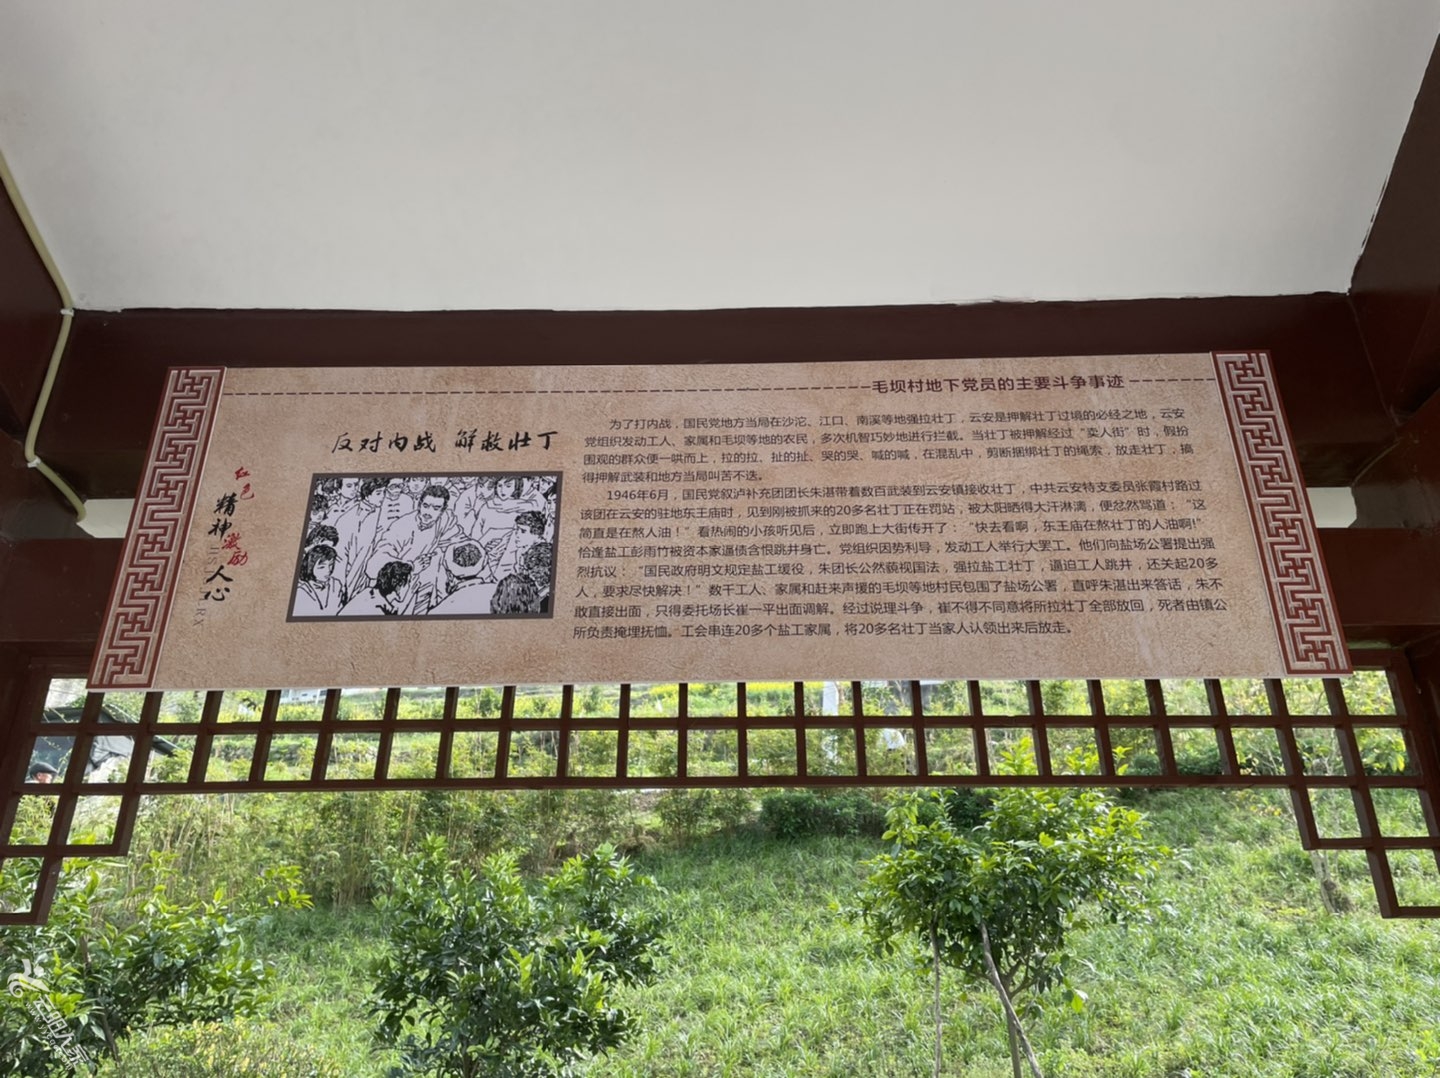 毛坝村地下党员的主要斗争事迹
反对内战 解救壮丁
红色
精神
激励
人心
为了打内战，国民党地方当局在沙沱、江口、南溪等地强拉壮丁，云安是押解壮丁过境的必经之地，云安
党组织发动工人、家属和毛坝等地的农民，多次机智巧妙地进行拦截。当壮丁被押解经过“卖人街”时，假扮
围观的群众便一哄而上，拉的拉、扯的扯、哭的哭、喊的喊，在混乱中，剪断捆绑壮丁的绳索，放走壮丁，搞
得押解武装和地方当局叫苦不迭。
1946年6月，国民党叙泸补充团团长朱湛带着数百武装到云安镇接收壮丁，中共云安特支委员张霞村路过
该团在云安的驻地东王庙时，见到刚被抓来的20多名壮丁正在罚站，被太阳晒得大汗淋漓，便忿然骂道：“这
简直是在熬人油！”看热闹的小孩听见后，立即跑上大街传开了：“快去看啊，东王庙在熬壮丁的人油啊!”
恰逢盐工彭雨竹被资本家逼债含恨跳井身亡。党组织因势利导，发动工人举行大罢工。他们向盐场公署提出强
烈抗议：“国民政府明文规定盐工缓役，朱团长公然藐视国法，强拉盐工壮丁，逼迫工人跳井，还关起20多
人，要求尽快解决！”数千工人、家属和赶来声援的毛坝等地村民包围了盐场公署，直呼朱湛出来答话，朱不
敢直接出面，只得委托场长崔一平出面调解。经过说理斗争，崔不得不同意将所拉壮丁全部放回，死者由镇公
所负责掩埋抚恤。工会串连20多个盐工家属，将20多名壮丁当家人认领出来后放走。